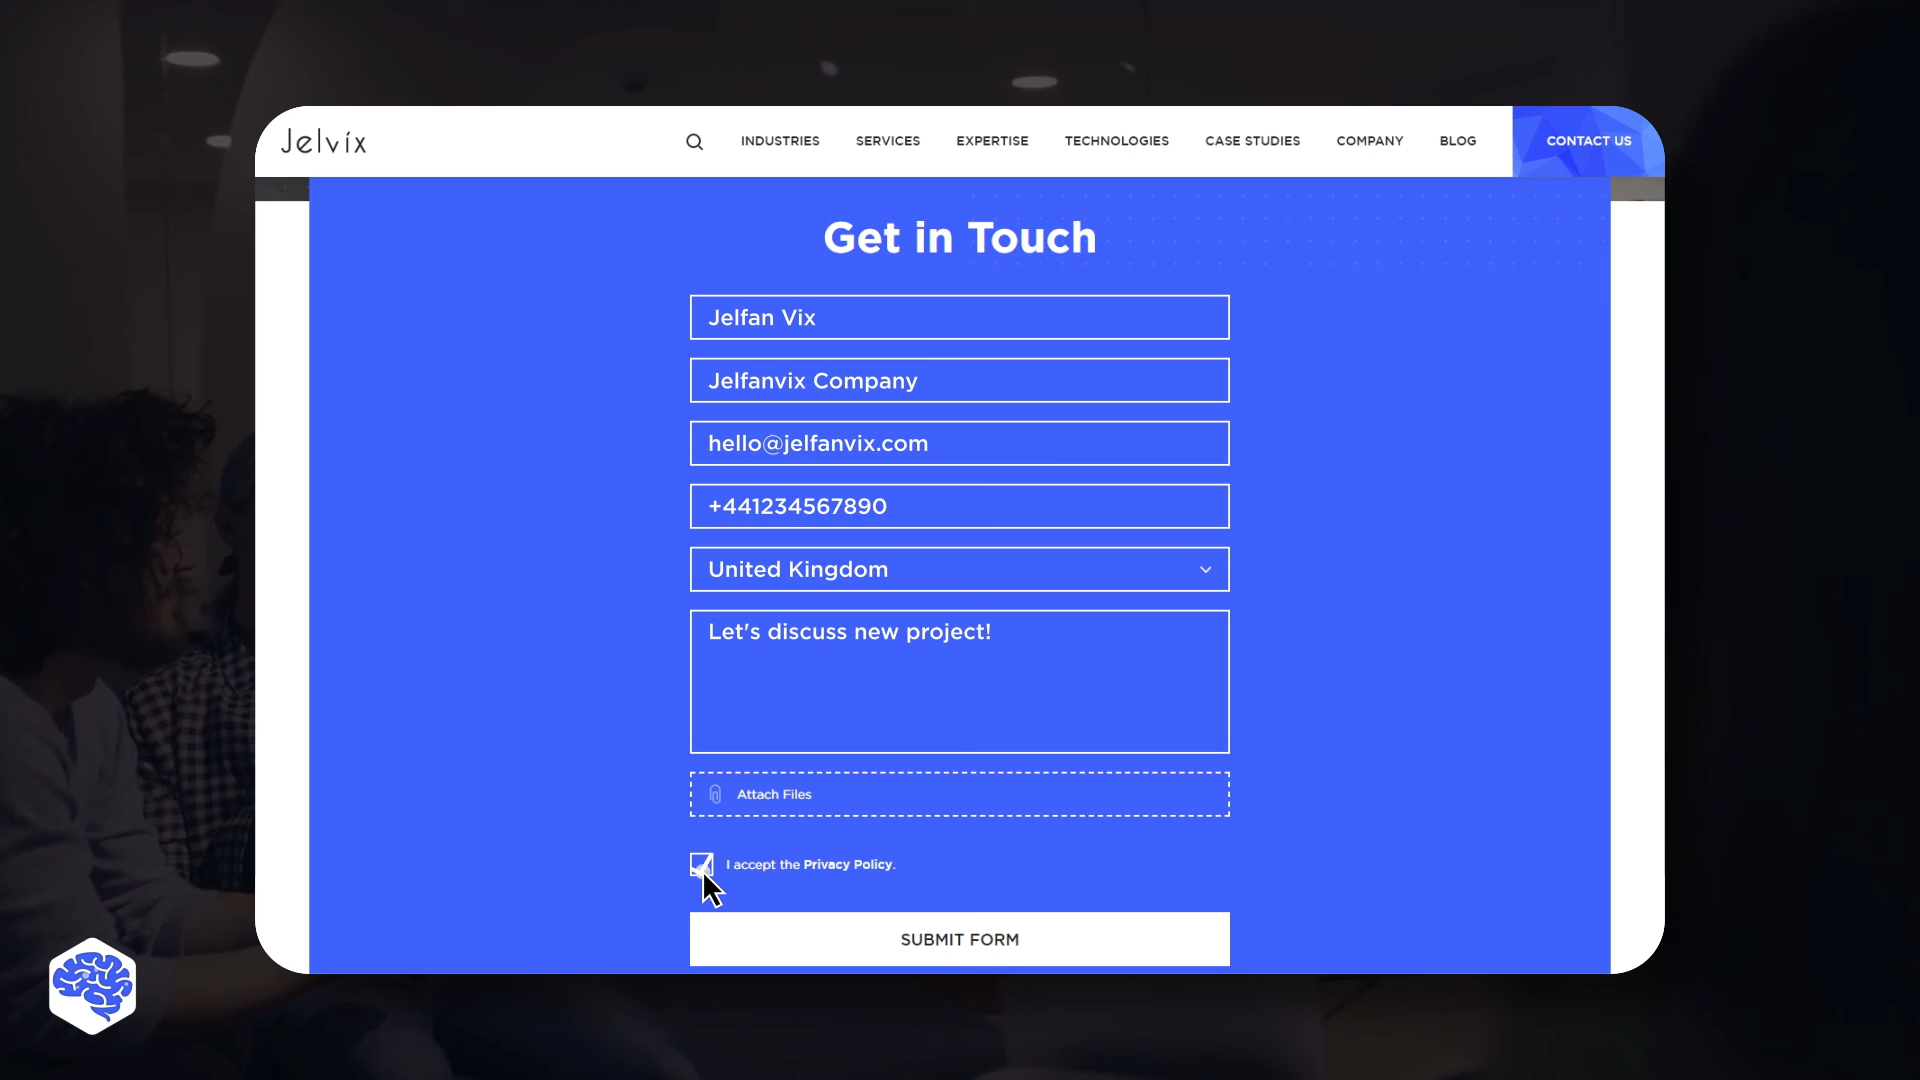 Jelvix
INDUSTRIES SERVICES EXPERTISE TECHNOLOGIES CASE STUDIES COMPANY BLOG CONTACT US
Get in Touch
Jelfan Vix
Jelfanvix Company
hello@jelfanvix.com
+441234567890
United Kingdom
Let's discuss new project!
Attach Files
I accept the Privacy Policy.
SUBMIT FORM